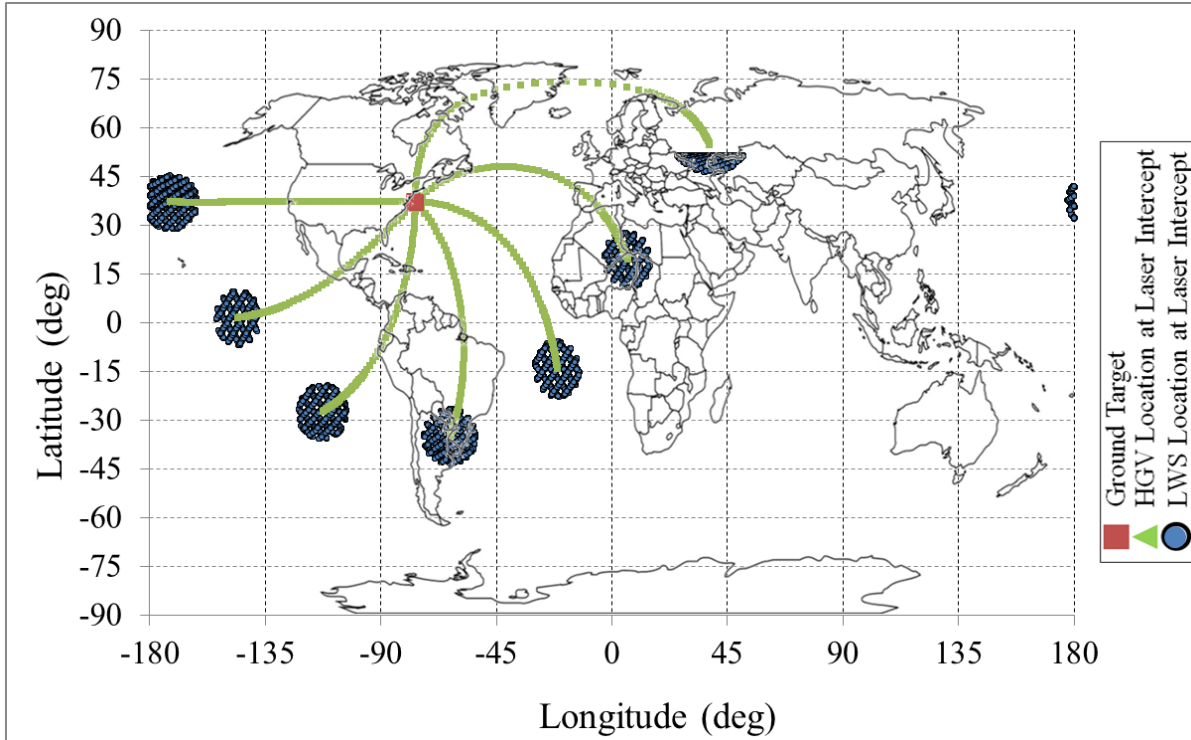 90
75
60
45
30
15
0
-15
-30
-45
-60
-75
-90
Latitude (deg)
-180 -135 -90 -45 0 45 90 135 180
Longitude (deg)
Ground Target
HGV Location at Laser Intercept
LWS Location at Laser Intercept